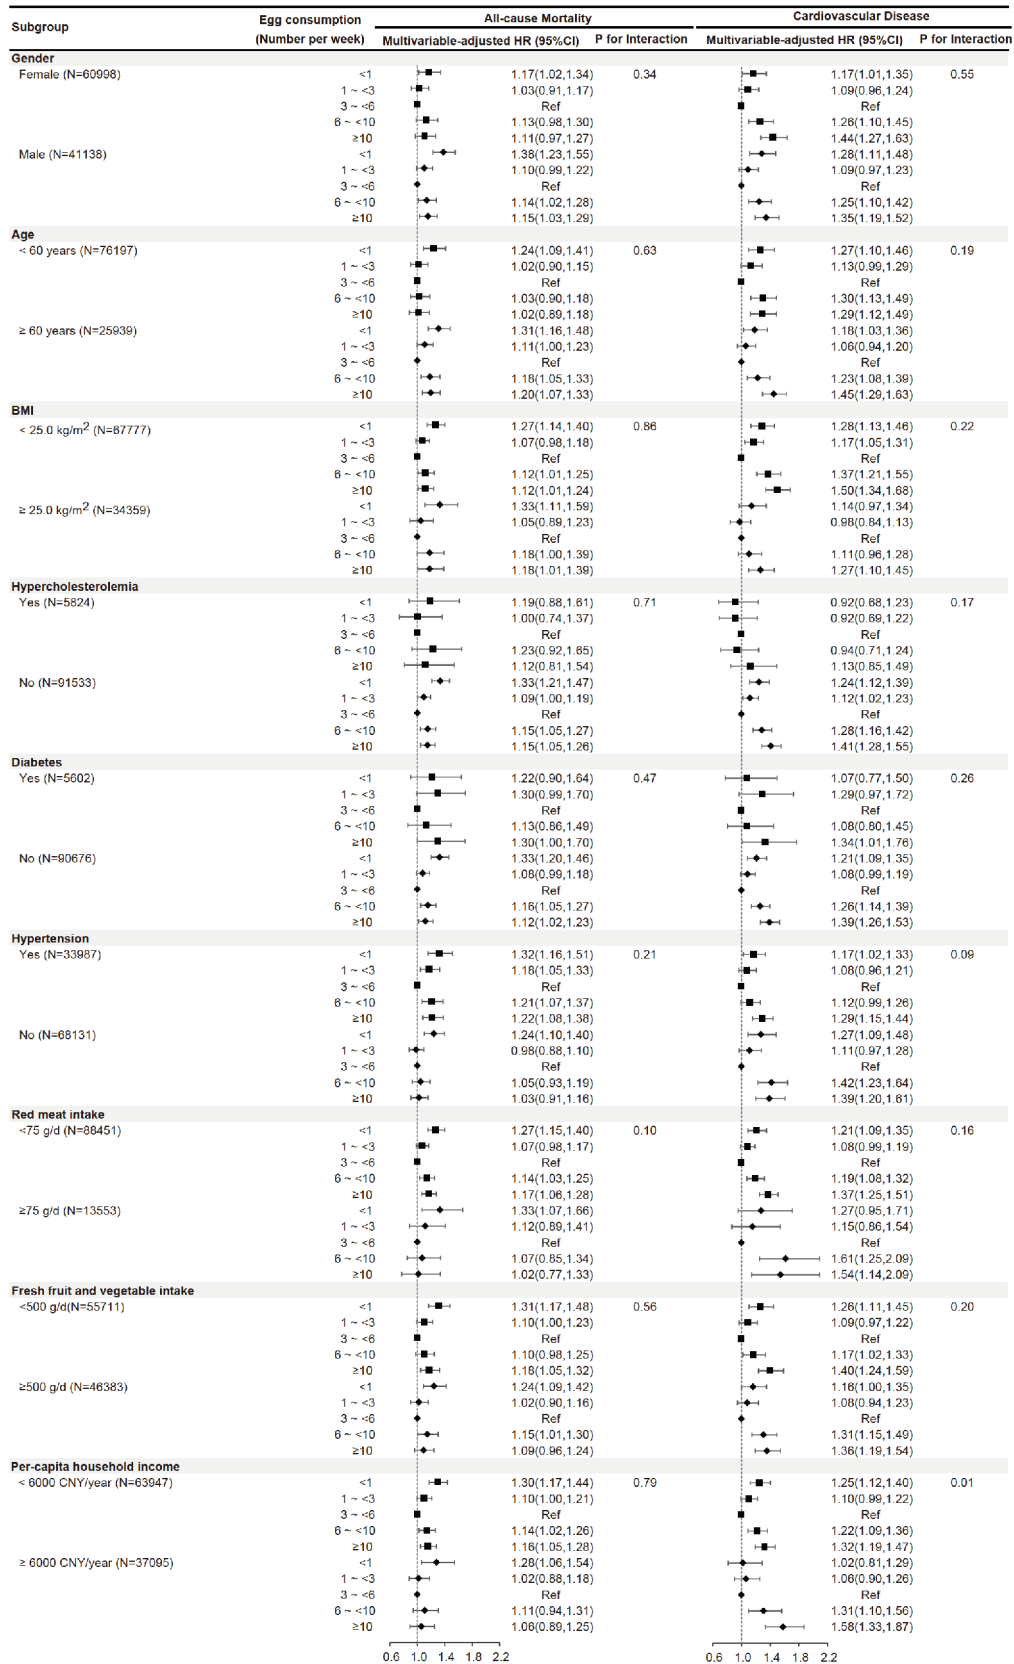 Subgroup Egg consumption (Number per week) All-cause Mortality Cardiovascular Disease
Multivariable-adjusted HR (95%CI) P for Interaction Multivariable-adjusted HR (95%CI) P for Interaction
Gender
Female (N=60998) <1 1.17(1.02,1.34) 0.34 1.17(1.01,1.35) 0.55
1 ~ <3 1.03(0.91,1.17) 1.09(0.96,1.24)
3 ~ <6 Ref Ref
6 ~ <10 1.13(0.98,1.30) 1.26(1.10,1.45)
≥10 1.11(0.97,1.27) 1.44(1.27,1.63)
Male (N=41138) <1 1.38(1.23,1.55) 1.28(1.11,1.48)
1 ~ <3 1.10(0.99,1.22) 1.09(0.97,1.23)
3 ~ <6 Ref Ref
6 ~ <10 1.14(1.02,1.28) 1.25(1.10,1.42)
≥10 1.15(1.03,1.29) 1.35(1.19,1.52)
Age
< 60 years (N=76197) <1 1.24(1.09,1.41) 0.63 1.27(1.10,1.46) 0.19
1 ~ <3 1.02(0.90,1.15) 1.13(0.99,1.29)
3 ~ <6 Ref Ref
6 ~ <10 1.03(0.90,1.18) 1.30(1.13,1.49)
≥10 1.02(0.89,1.18) 1.29(1.12,1.49)
≥ 60 years (N=25939) <1 1.31(1.16,1.48) 1.18(1.03,1.36)
1 ~ <3 1.11(1.00,1.23) 1.06(0.94,1.20)
3 ~ <6 Ref Ref
6 ~ <10 1.18(1.05,1.33) 1.23(1.08,1.39)
≥10 1.20(1.07,1.33) 1.45(1.29,1.63)
BMI
< 25.0 kg/m² (N=67777) <1 1.27(1.14,1.40) 0.86 1.28(1.13,1.46) 0.22
1 ~ <3 1.07(0.98,1.18) 1.17(1.05,1.31)
3 ~ <6 Ref Ref
6 ~ <10 1.12(1.01,1.25) 1.37(1.21,1.55)
≥10 1.12(1.01,1.24) 1.50(1.34,1.68)
≥ 25.0 kg/m² (N=34359) <1 1.33(1.11,1.59) 1.14(0.97,1.34)
1 ~ <3 1.05(0.89,1.23) 0.98(0.84,1.13)
3 ~ <6 Ref Ref
6 ~ <10 1.18(1.00,1.39) 1.11(0.96,1.28)
≥10 1.18(1.01,1.39) 1.27(1.10,1.45)
Hypercholesterolemia
Yes (N=5824) <1 1.19(0.88,1.61) 0.71 0.92(0.68,1.23) 0.17
1 ~ <3 1.00(0.74,1.37) 0.92(0.69,1.22)
3 ~ <6 Ref Ref
6 ~ <10 1.23(0.92,1.65) 0.94(0.71,1.24)
≥10 1.12(0.81,1.54) 1.13(0.85,1.49)
No (N=91533) <1 1.33(1.21,1.47) 1.24(1.12,1.39)
1 ~ <3 1.09(1.00,1.19) 1.12(1.02,1.23)
3 ~ <6 Ref Ref
6 ~ <10 1.15(1.05,1.27) 1.28(1.16,1.42)
≥10 1.15(1.05,1.26) 1.41(1.28,1.55)
Diabetes
Yes (N=5602) <1 1.22(0.90,1.64) 0.47 1.07(0.77,1.50) 0.26
1 ~ <3 1.30(0.99,1.70) 1.29(0.97,1.72)
3 ~ <6 Ref Ref
6 ~ <10 1.13(0.86,1.49) 1.08(0.80,1.45)
≥10 1.30(1.00,1.70) 1.34(1.01,1.76)
No (N=90676) <1 1.33(1.20,1.46) 1.21(1.09,1.35)
1 ~ <3 1.08(0.99,1.18) 1.08(0.99,1.19)
3 ~ <6 Ref Ref
6 ~ <10 1.16(1.05,1.27) 1.26(1.14,1.39)
≥10 1.12(1.02,1.23) 1.39(1.26,1.53)
Hypertension
Yes (N=33987) <1 1.32(1.16,1.51) 0.21 1.17(1.02,1.33) 0.09
1 ~ <3 1.18(1.05,1.33) 1.08(0.96,1.21)
3 ~ <6 Ref Ref
6 ~ <10 1.21(1.07,1.37) 1.12(0.99,1.26)
≥10 1.22(1.08,1.38) 1.29(1.15,1.44)
No (N=68131) <1 1.24(1.10,1.40) 1.27(1.09,1.48)
1 ~ <3 0.98(0.88,1.10) 1.11(0.97,1.28)
3 ~ <6 Ref Ref
6 ~ <10 1.05(0.93,1.19) 1.42(1.23,1.64)
≥10 1.03(0.91,1.16) 1.39(1.20,1.61)
Red meat intake
<75 g/d (N=88451) <1 1.27(1.15,1.40) 0.10 1.21(1.09,1.35) 0.16
1 ~ <3 1.07(0.98,1.17) 1.08(0.99,1.19)
3 ~ <6 Ref Ref
6 ~ <10 1.14(1.03,1.25) 1.19(1.08,1.32)
≥10 1.17(1.06,1.28) 1.37(1.25,1.51)
≥75 g/d (N=13553) <1 1.33(1.07,1.66) 1.27(0.95,1.71)
1 ~ <3 1.12(0.89,1.41) 1.15(0.86,1.54)
3 ~ <6 Ref Ref
6 ~ <10 1.07(0.85,1.34) 1.61(1.25,2.09)
≥10 1.02(0.77,1.33) 1.54(1.14,2.09)
Fresh fruit and vegetable intake
<500 g/d(N=55711) <1 1.31(1.17,1.48) 0.56 1.26(1.11,1.45) 0.20
1 ~ <3 1.10(1.00,1.23) 1.09(0.97,1.22)
3 ~ <6 Ref Ref
6 ~ <10 1.10(0.98,1.25) 1.17(1.02,1.33)
≥10 1.18(1.05,1.32) 1.40(1.24,1.59)
≥500 g/d (N=46383) <1 1.24(1.09,1.42) 1.16(1.00,1.35)
1 ~ <3 1.02(0.90,1.16) 1.08(0.94,1.23)
3 ~ <6 Ref Ref
6 ~ <10 1.15(1.01,1.30) 1.31(1.15,1.49)
≥10 1.09(0.96,1.24) 1.36(1.19,1.54)
Per-capita household income
< 6000 CNY/year (N=63947) <1 1.30(1.17,1.44) 0.79 1.25(1.12,1.40) 0.01
1 ~ <3 1.10(1.00,1.21) 1.10(0.99,1.22)
3 ~ <6 Ref Ref
6 ~ <10 1.14(1.02,1.26) 1.22(1.09,1.36)
≥10 1.16(1.05,1.28) 1.32(1.19,1.47)
≥ 6000 CNY/year (N=37095) <1 1.28(1.06,1.54) 1.02(0.81,1.29)
1 ~ <3 1.02(0.88,1.18) 1.06(0.90,1.26)
3 ~ <6 Ref Ref
6 ~ <10 1.11(0.94,1.31) 1.31(1.10,1.56)
≥10 1.06(0.89,1.25) 1.58(1.33,1.87)
0.6 1.0 1.4 1.8 2.2 0.6 1.0 1.4 1.8 2.2